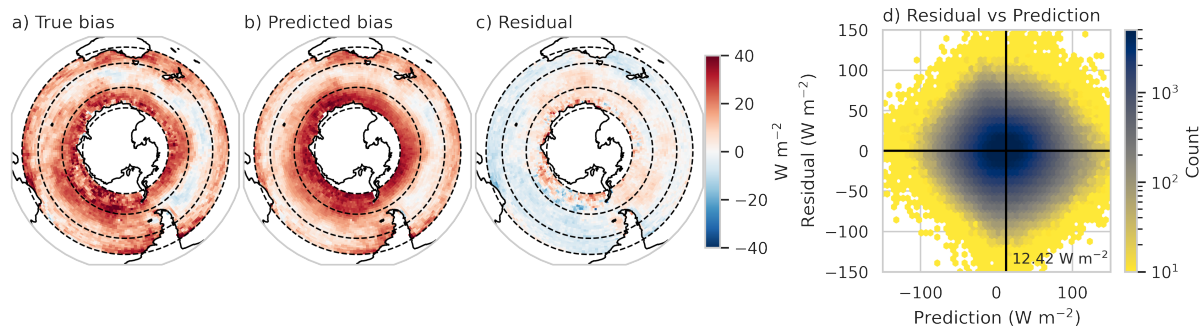 a) True bias
b) Predicted bias
c) Residual
40
20
0
−20
−40
W m−2
d) Residual vs Prediction
150
100
50
0
−50
−100
−150
Residual (W m−2)
12.42 W m−2
−100
0
100
Prediction (W m−2)
10³
10²
10¹
Count